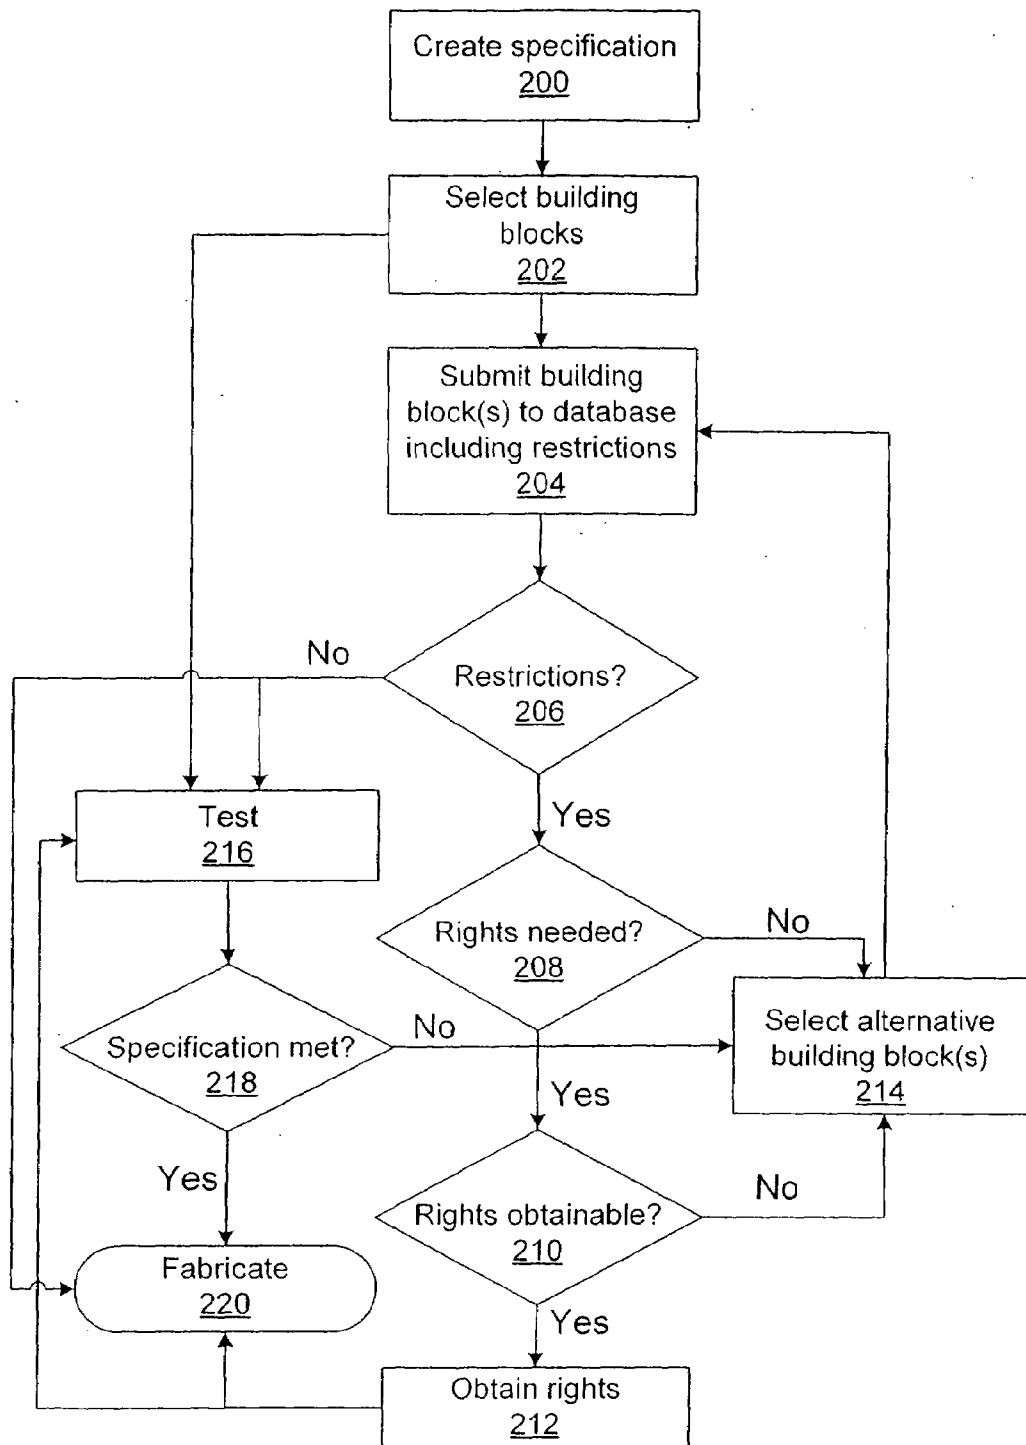 Create specification
200
Select building
blocks
202
Submit building
block(s) to database
including restrictions
204
No
Restrictions?
206
Yes
Test
216
Rights needed?
208
No
Specification met?
218
No
Select alternative
building block(s)
214
Yes
Yes
Rights obtainable?
210
No
Fabricate
220
Yes
Obtain rights
212